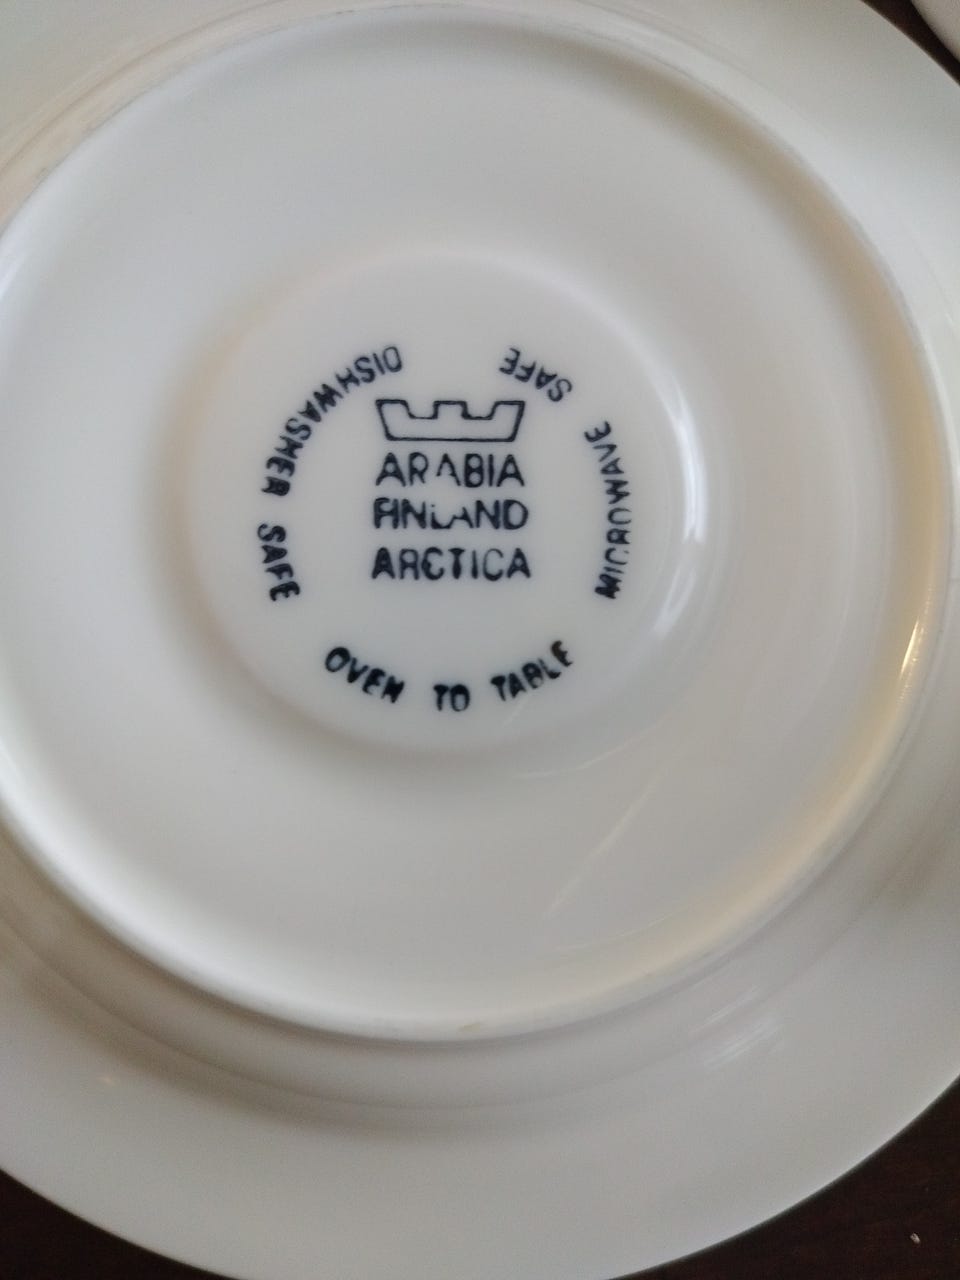 ARABIA
FINLAND
ARCTICA
DISHWASHER SAFE
OVEN TO TABLE
MICROWAVE SAFE